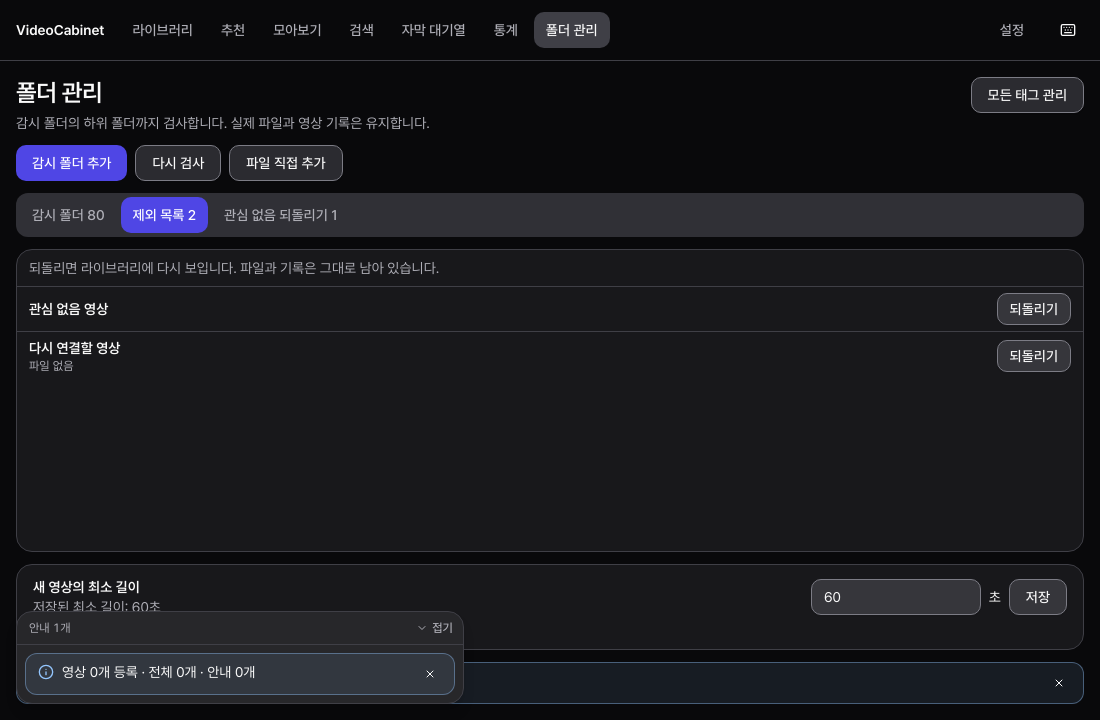 VideoCabinet 라이브러리 추천 모아보기 검색 자막 대기열 통계 폴더 관리 설정
폴더 관리
모든 태그 관리
감시 폴더의 하위 폴더까지 검사합니다. 실제 파일과 영상 기록은 유지합니다.
감시 폴더 추가 다시 검사 파일 직접 추가
감시 폴더 80 제외 목록 2 관심 없음 되돌리기 1
되돌리면 라이브러리에 다시 보입니다. 파일과 기록은 그대로 남아 있습니다.
관심 없음 영상 되돌리기
다시 연결할 영상 되돌리기
파일 없음
새 영상의 최소 길이
저장된 최소 길이: 60초
60 초 저장
안내 1개 접기
영상 0개 등록 · 전체 0개 · 안내 0개